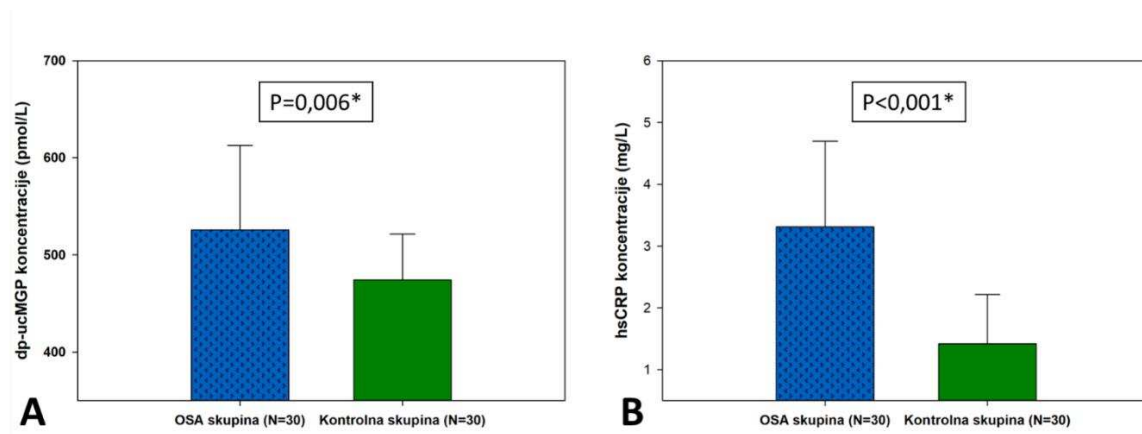 700
600
500
400
dp-ucMGP koncentracije (pmol/L)
P=0,006*
A
OSA skupina (N=30)
Kontrolna skupina (N=30)
6
5
4
3
2
1
hsCRP koncentracije (mg/L)
P<0,001*
B
OSA skupina (N=30)
Kontrolna skupina (N=30)